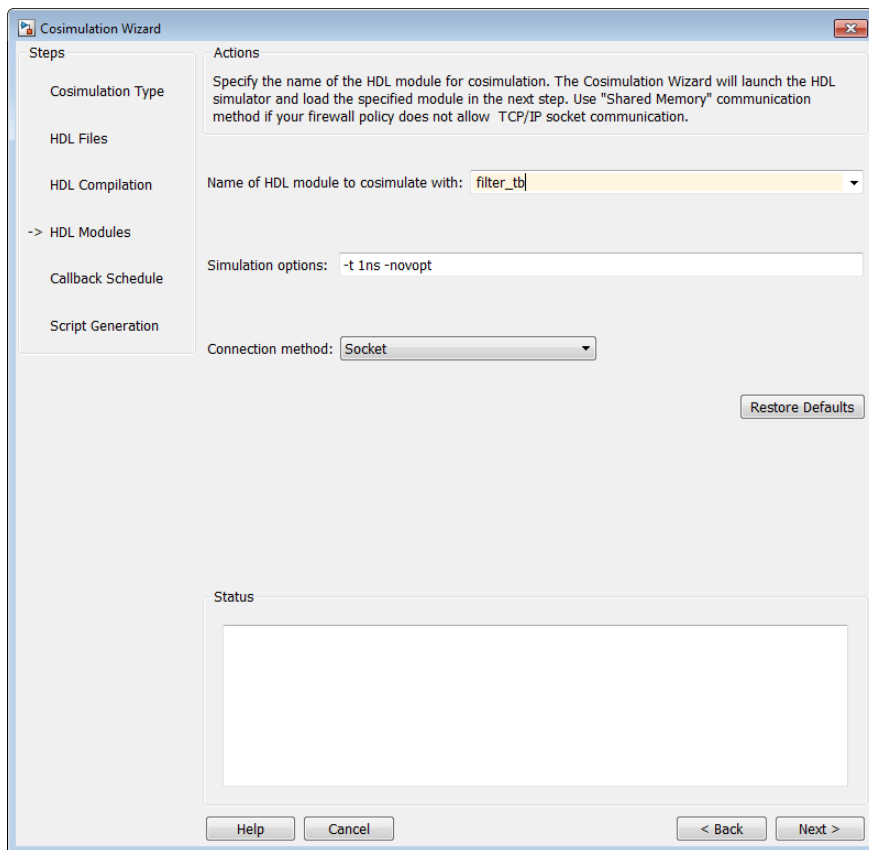 Cosimulation Wizard
Steps
Cosimulation Type
HDL Files
HDL Compilation
-> HDL Modules
Callback Schedule
Script Generation
Actions
Specify the name of the HDL module for cosimulation. The Cosimulation Wizard will launch the HDL
simulator and load the specified module in the next step. Use "Shared Memory" communication
method if your firewall policy does not allow TCP/IP socket communication.
Name of HDL module to cosimulate with: filter_tb
Simulation options: -t 1ns -novopt
Connection method: Socket
Restore Defaults
Status
Help Cancel < Back Next >